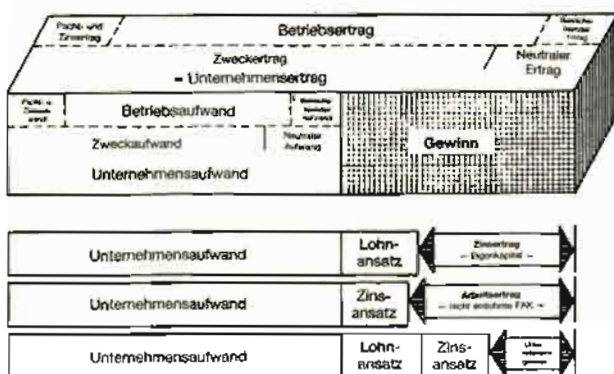 Pacht- und
Zinsertrag
Betriebsertrag
Zweckertrag
= Unternehmensertrag
Neutraler
Ertrag
Betriebsaufwand
Zweckaufwand
Neutraler
Aufwand
Unternehmensaufwand
Gewinn
Unternehmensaufwand
Lohn-
ansatz
Zinsertrag
– Eigenkapital –
Unternehmensaufwand
Zins-
ansatz
Arbeitsertrag
– nicht entlohnte FAK –
Unternehmensaufwand
Lohn-
ansatz
Zins-
ansatz